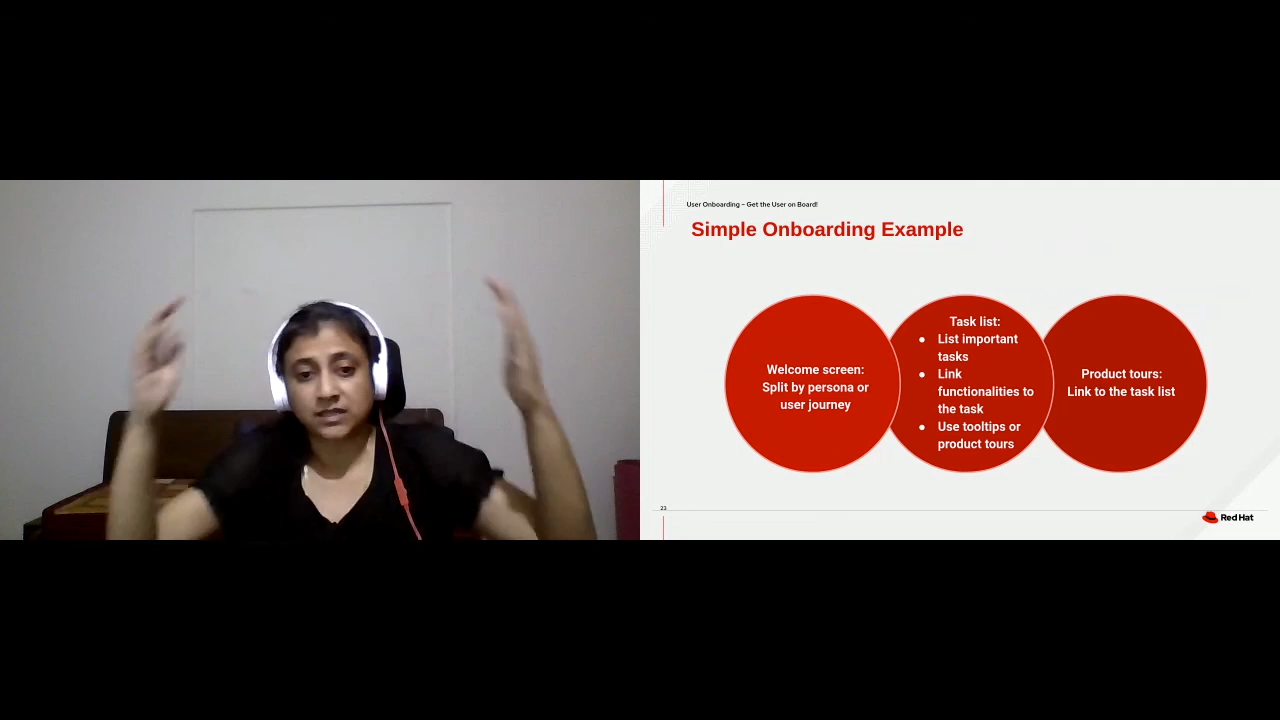 User Onboarding – Get the User on Board!
Simple Onboarding Example
Welcome screen:
Split by persona or
user journey
Task list:
● List important
tasks
● Link
functionalities to
the task
● Use tooltips or
product tours
Product tours:
Link to the task list
23
Red Hat